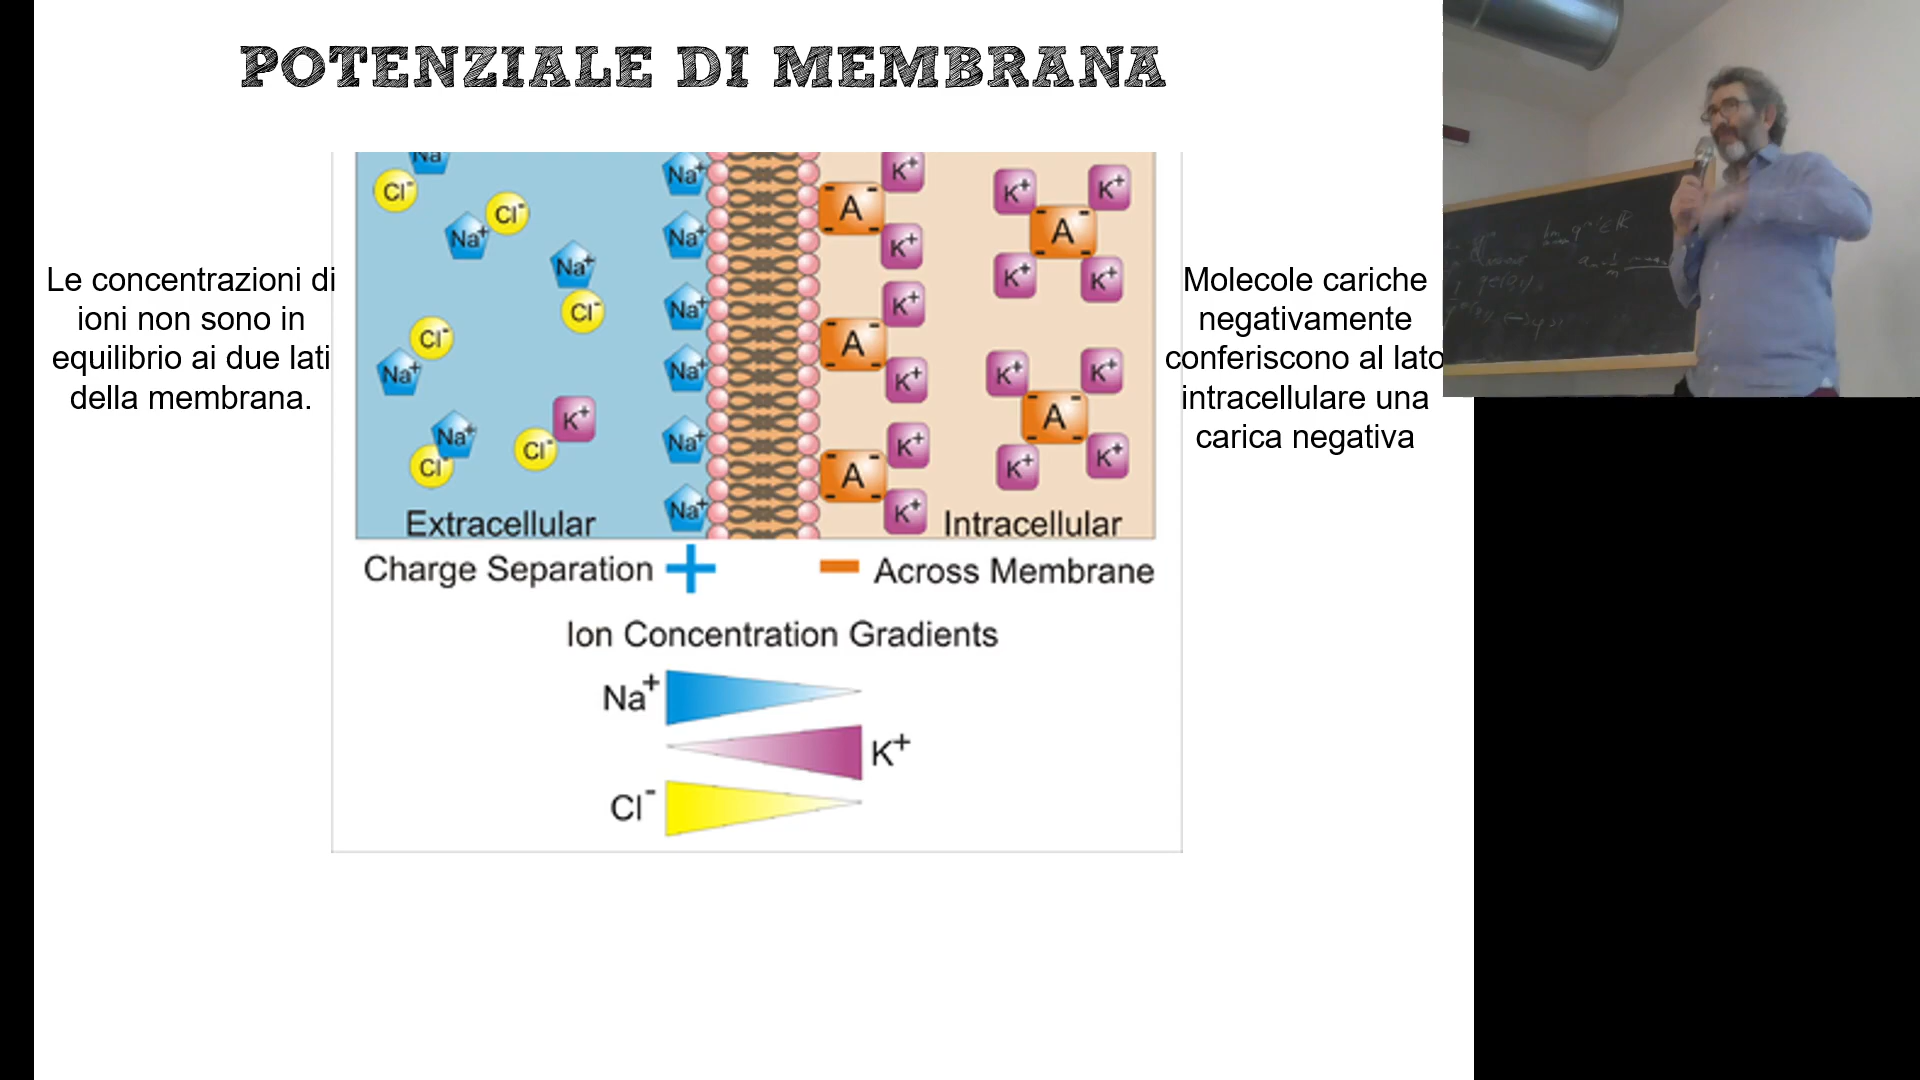 POTENZIALE DI MEMBRANA
Le concentrazioni di
ioni non sono in
equilibrio ai due lati
della membrana.
Na
Cl⁻
Na⁺
Cl⁻
Na⁺
Cl⁻
Cl⁻
Na⁺
K⁺
Na⁺
Cl⁻
Cl⁻
Na⁺
Na⁺
Na⁺
Na⁺
Na⁺
Na⁺
A
A
A
K⁺
K⁺
K⁺
K⁺
K⁺
K⁺
K⁺
K⁺
A
K⁺
K⁺
K⁺
K⁺
A
K⁺
K⁺
Extracellular
Intracellular
Charge Separation +
− Across Membrane
Ion Concentration Gradients
Na⁺
K⁺
Cl⁻
Molecole cariche
negativamente
conferiscono al lato
intracellulare una
carica negativa